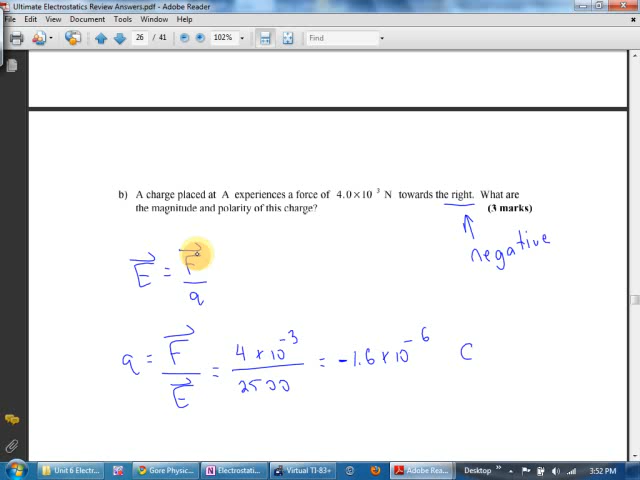 Ultimate Electrostatics Review Answers.pdf - Adobe Reader
File Edit View Document Tools Window Help
26 / 41 102% Find
b) A charge placed at A experiences a force of 4.0×10 ³ N towards the right. What are
the magnitude and polarity of this charge? (3 marks)
negative
E = F / q
q = F / E = 4 × 10⁻³ / 2500 = -1.6 × 10⁻⁶ C
Unit 6 Electr... Gore Physic... Electrostati... Virtual TI-83+ Adobe Rea... Desktop » 3:52 PM